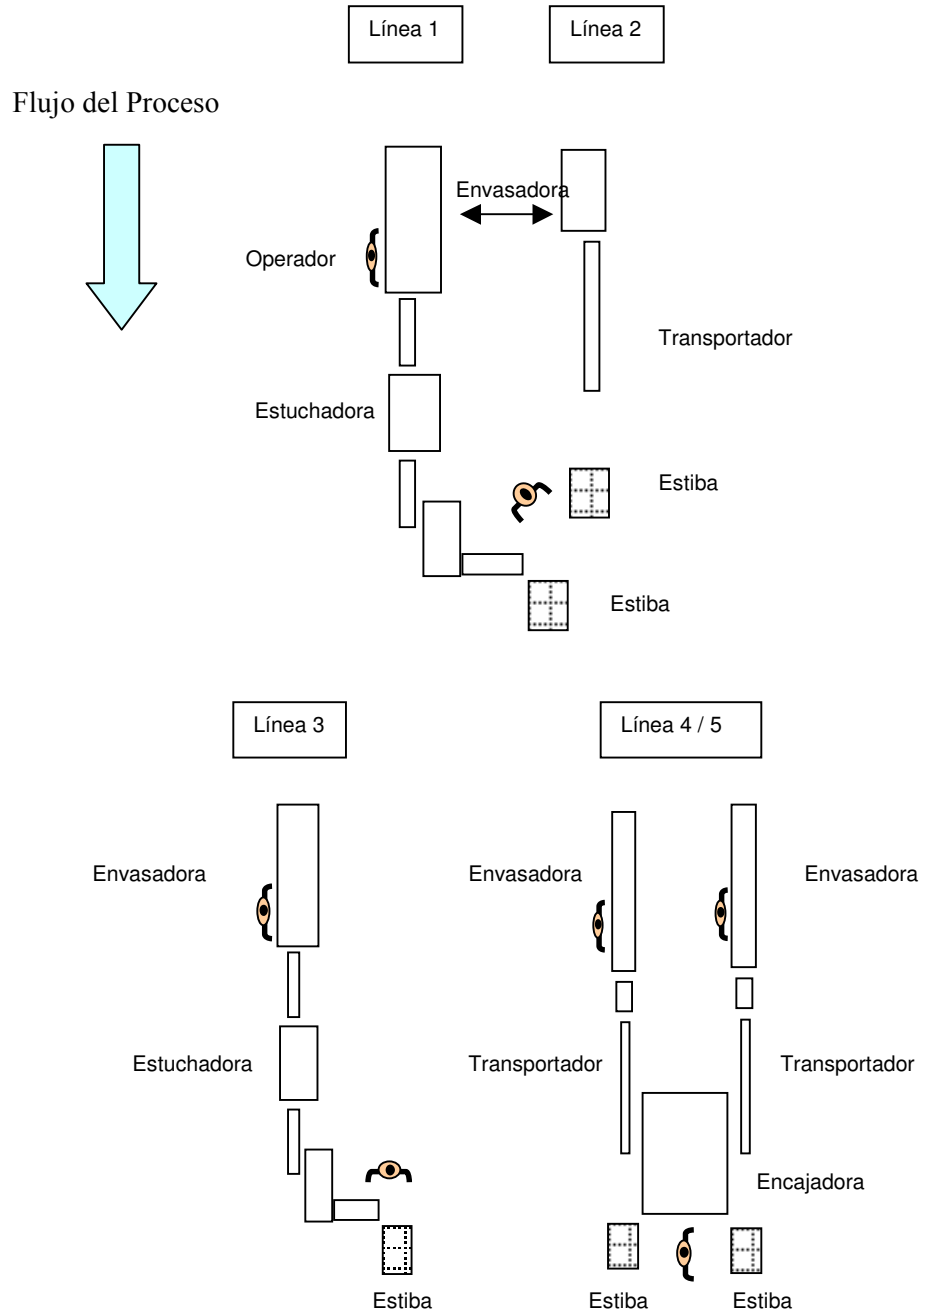 Línea 1
Línea 2
Flujo del Proceso
Envasadora
Operador
Transportador
Estuchadora
Estiba
Estiba
Línea 3
Línea 4 / 5
Envasadora
Envasadora
Envasadora
Estuchadora
Transportador
Transportador
Encajadora
Estiba
Estiba
Estiba